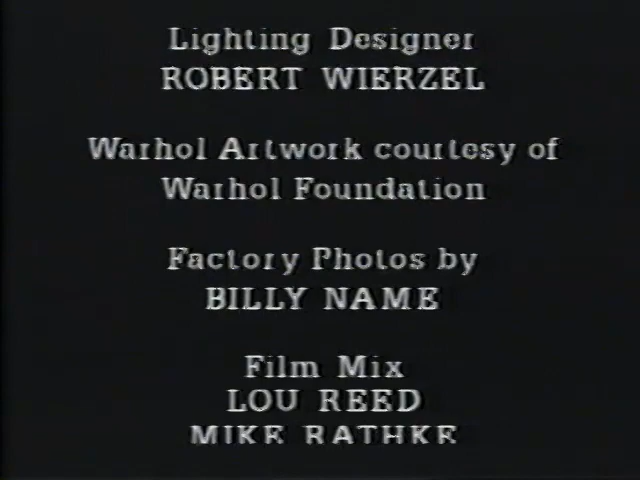 Lighting Designer
ROBERT WIERZEL
Warhol Artwork courtesy of
Warhol Foundation
Factory Photos by
BILLY NAME
Film Mix
LOU REED
MIKE RATHKE